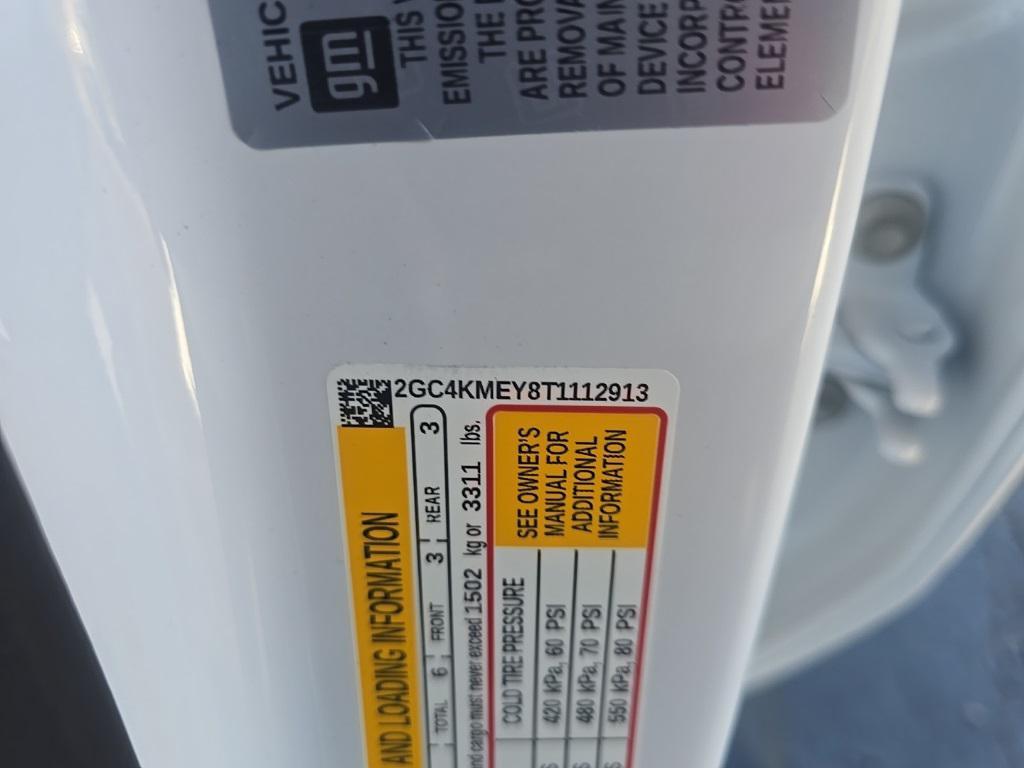 VEHIC
gm
THIS
EMISSION
THE
ARE PRO
REMOVA
OF MAIN
DEVICE
INCORP
CONTRO
ELEME
2GC4KMEY8T1112913
AND LOADING INFORMATION
TOTAL 6 FRONT 3 REAR 3
and cargo must never exceed 1502 kg or 3311 lbs.
COLD TIRE PRESSURE
420 kPa, 60 PSI
480 kPa, 70 PSI
550 kPa, 80 PSI
SEE OWNER'S
MANUAL FOR
ADDITIONAL
INFORMATION